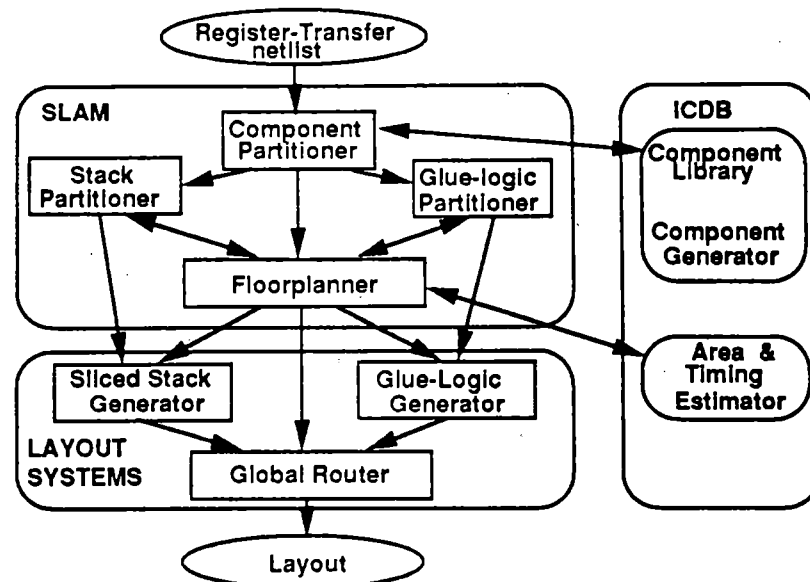 Register-Transfer
netlist
SLAM
Component
Partitioner
Stack
Partitioner
Glue-logic
Partitioner
Floorplanner
ICDB
Component
Library
Component
Generator
Area &
Timing
Estimator
Sliced Stack
Generator
Glue-Logic
Generator
LAYOUT
SYSTEMS
Global Router
Layout